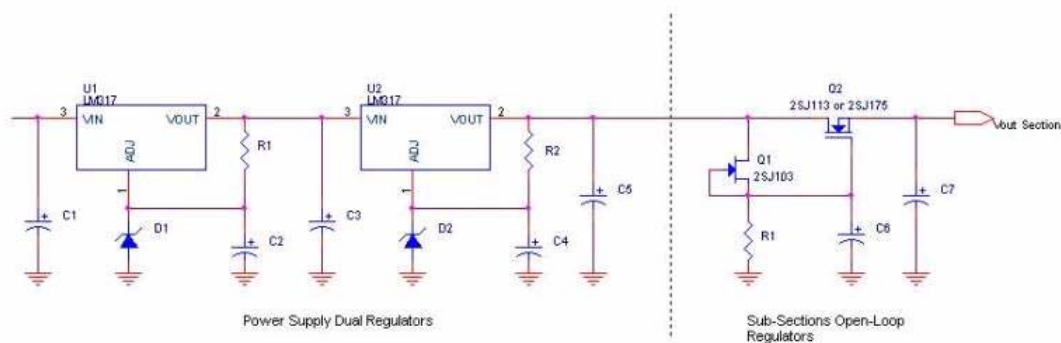 U1
LM317
3
VIN
VOUT
2
ADJ
1
R1
C1
D1
C2
C3
U2
LM317
3
VIN
VOUT
2
ADJ
1
R2
D2
C4
C5
Q2
2SJ113 or 2SJ175
Vout Section
Q1
2SJ103
R1
C6
C7
Power Supply Dual Regulators
Sub-Sections Open-Loop
Regulators